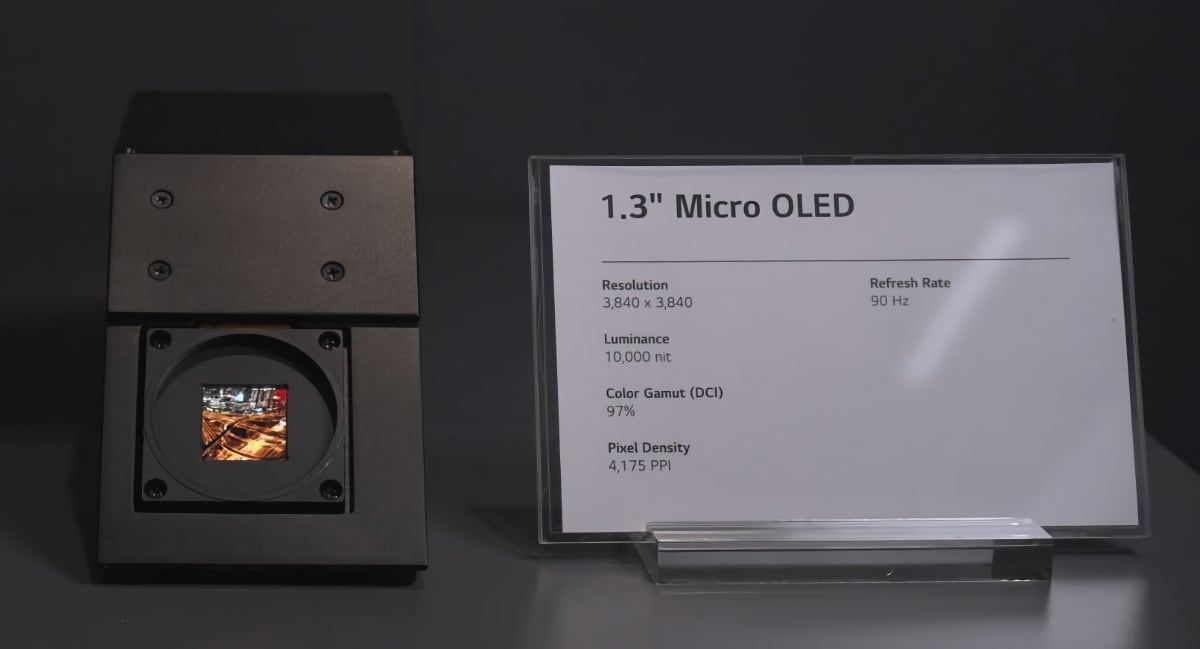 1.3" Micro OLED
Resolution
3,840 x 3,840
Refresh Rate
90 Hz
Luminance
10,000 nit
Color Gamut (DCI)
97%
Pixel Density
4,175 PPI